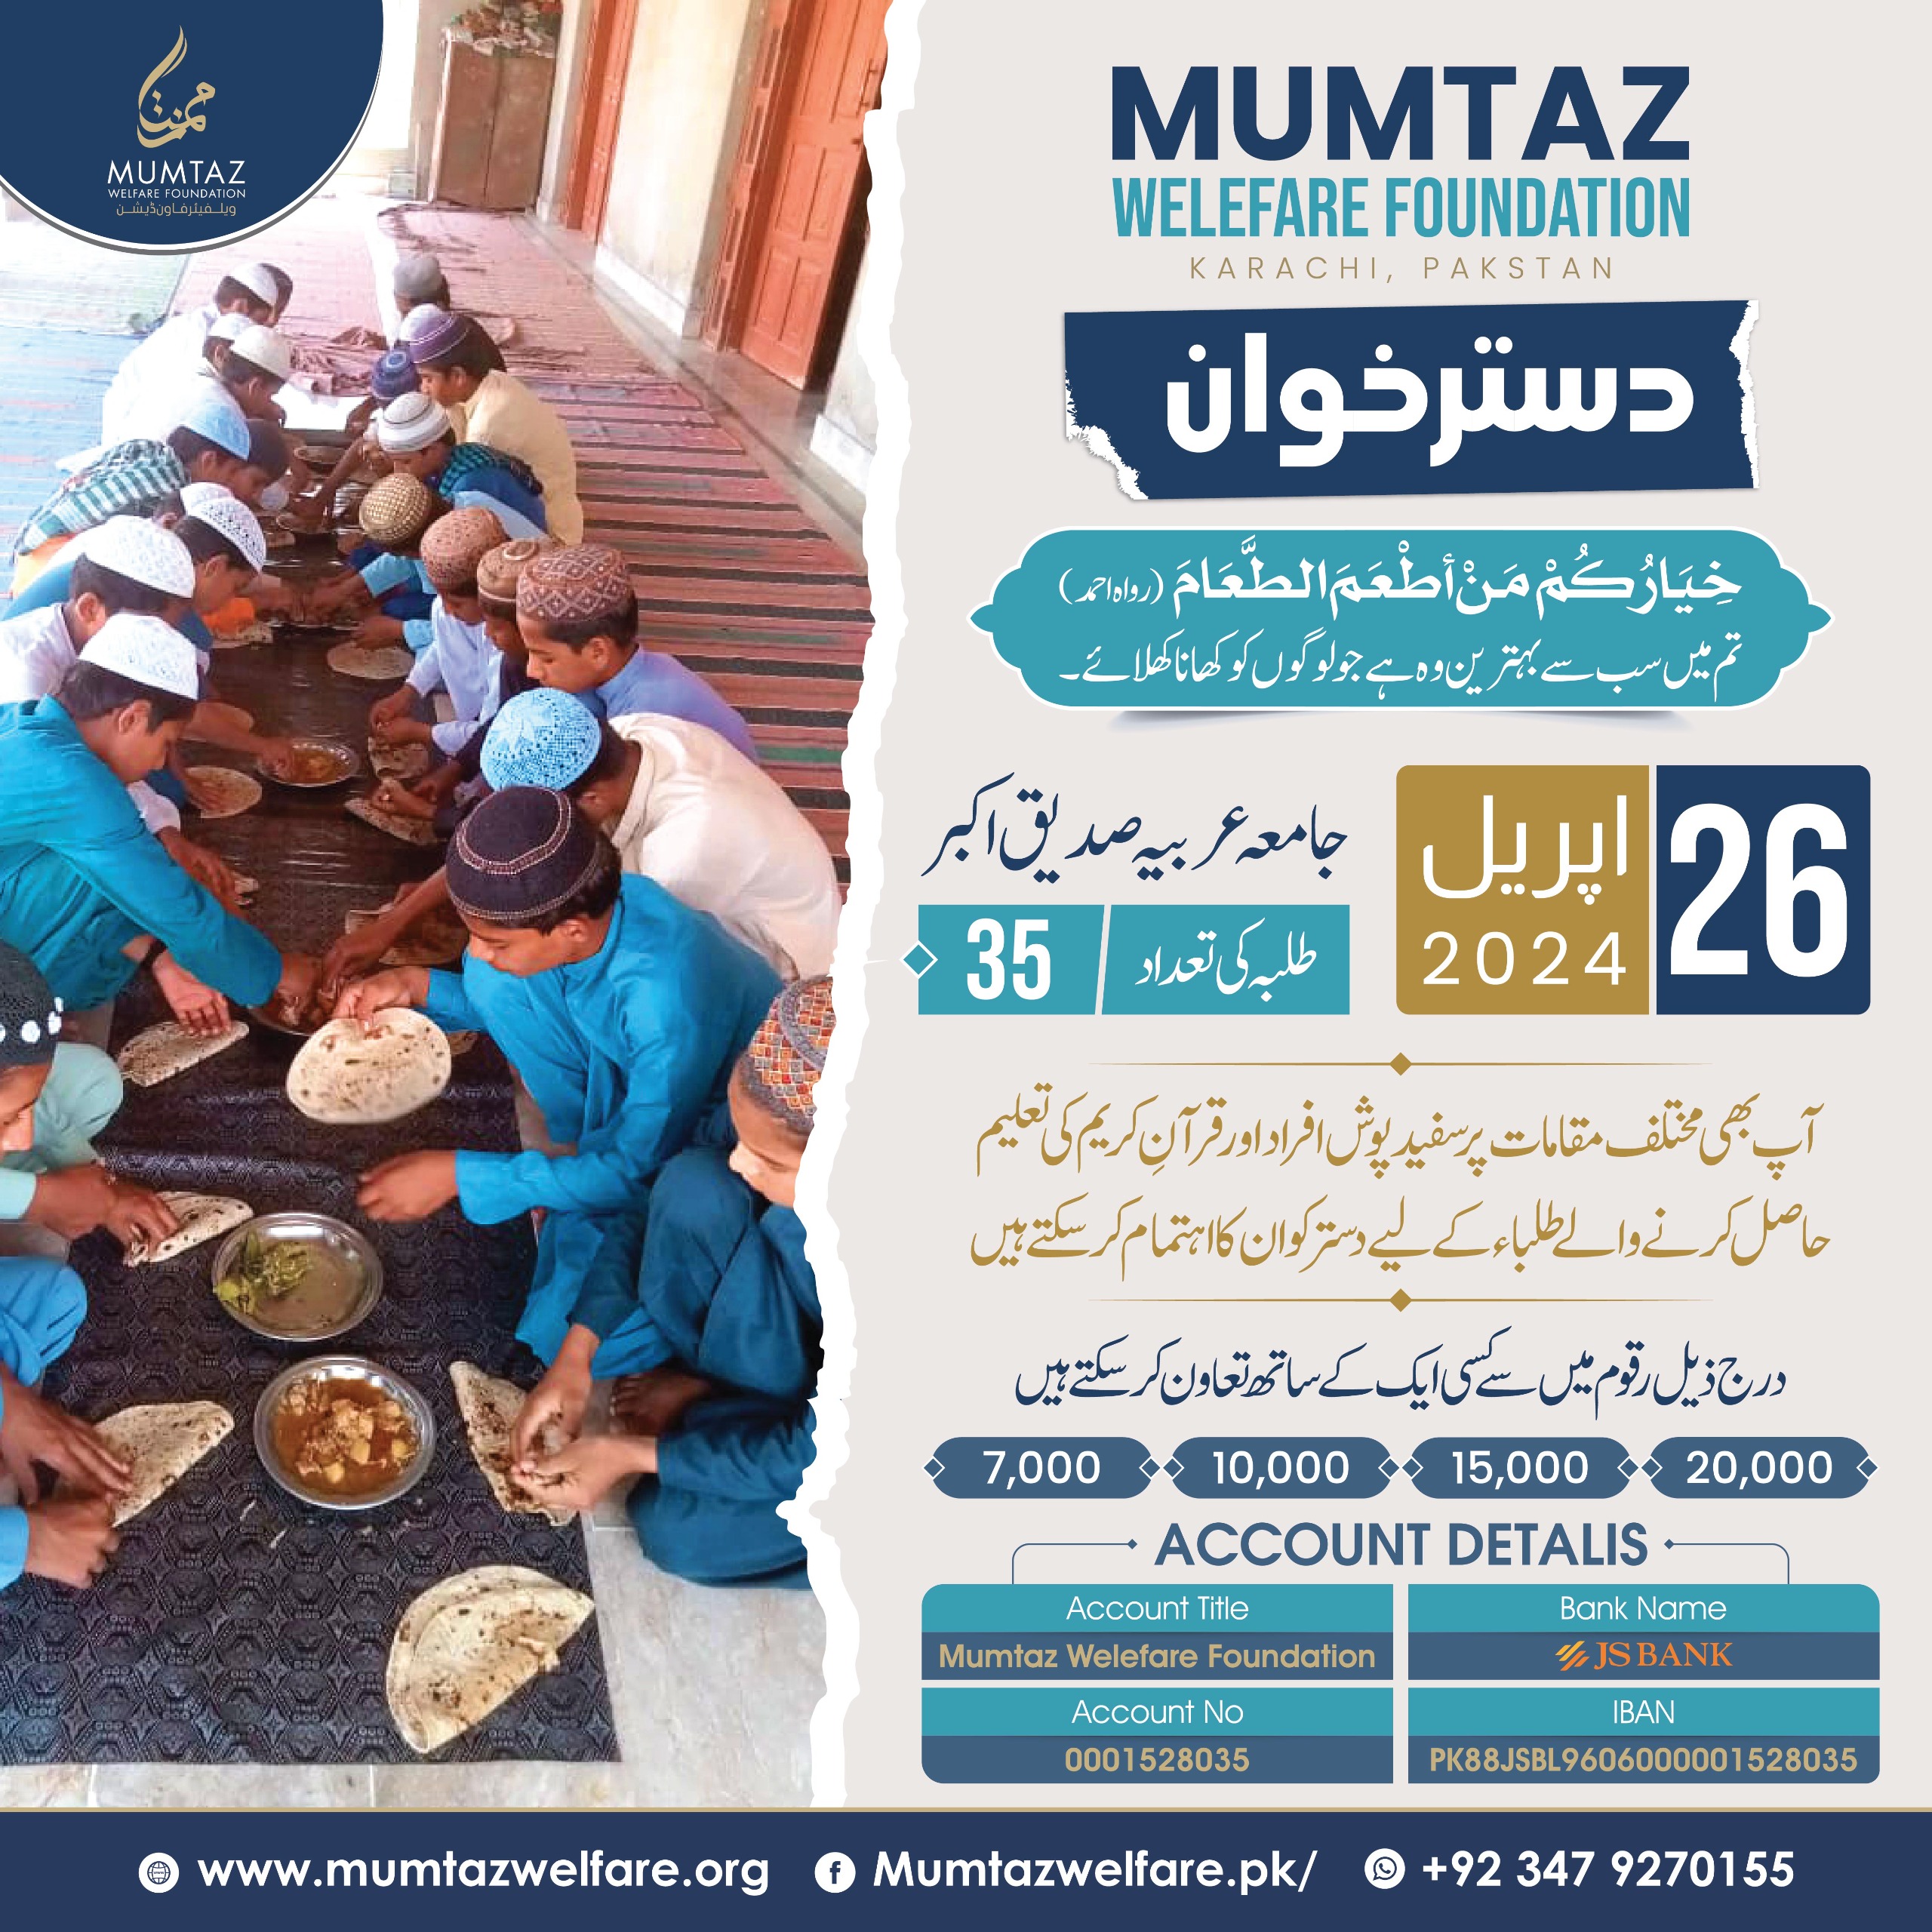 ممتاز
MUMTAZ
WELFARE FOUNDATION
ویلفیئر فاونڈیشن
MUMTAZ
WELEFARE FOUNDATION
KARACHI, PAKSTAN
دسترخوان
خِيَارُكُمْ مَنْ أطْعَمَ الطَّعَامَ (رواہ احمد)
تم میں سب سے بہترین وہ ہے جو لوگوں کو کھانا کھلائے۔
26 اپریل 2024
جامعہ عربیہ صدیق اکبر
طلبہ کی تعداد 35
آپ بھی مختلف مقامات پر سفید پوش افراد اور قرآنِ کریم کی تعلیم
حاصل کرنے والے طلباء کے لیے دسترکوان کا اہتمام کر سکتے ہیں
درج ذیل رقوم میں سے کسی ایک کے ساتھ تعاون کر سکتے ہیں
7,000 10,000 15,000 20,000
ACCOUNT DETALIS
Account Title
Mumtaz Welefare Foundation
Bank Name
JS BANK
Account No
0001528035
IBAN
PK88JSBL9606000001528035
www.mumtazwelfare.org Mumtazwelfare.pk/ +92 347 9270155